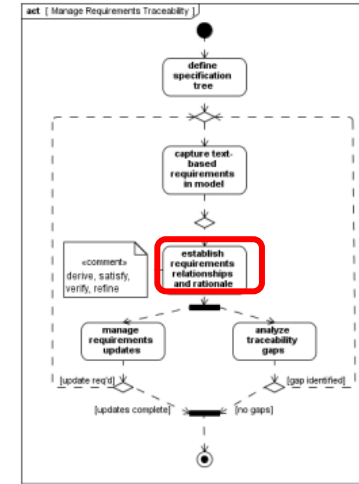 act [ Manage Requirements Traceability ]
define
specification
tree
capture text-
based
requirements
in model
establish
requirements
relationships
and rationale
«comment»
derive, satisfy,
verify, refine
manage
requirements
updates
analyze
traceability
gaps
[update req'd]
[gap identified]
[updates complete]
[no gaps]